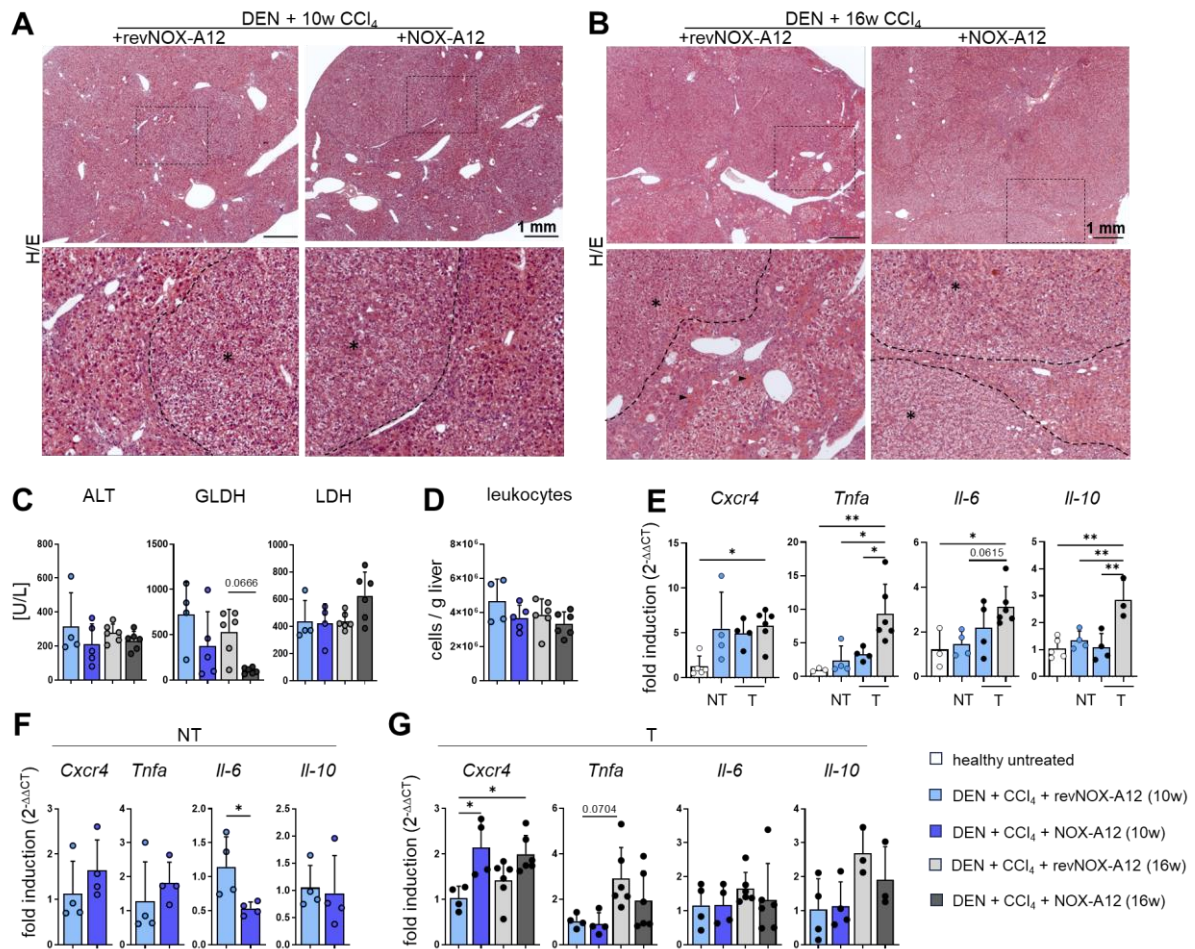 A
DEN + 10w CCl₄
+revNOX-A12
+NOX-A12
H/E
1 mm
*
*
B
DEN + 16w CCl₄
+revNOX-A12
+NOX-A12
H/E
1 mm
*
*
*
C
ALT
GLDH
LDH
[U/L]
800
600
400
200
0
1500
1000
500
0
0.0666
1000
800
600
400
200
0
D
leukocytes
cells / g liver
8×10⁶
6×10⁶
4×10⁶
2×10⁶
0
E
Cxcr4
Tnfa
Il-6
Il-10
fold induction (2^-ΔΔCT)
15
10
5
0
*
NT
T
20
15
10
5
0
**
*
*
NT
T
6
4
2
0
*
0.0615
NT
T
5
4
3
2
1
0
**
**
**
NT
T
F
NT
Cxcr4
Tnfa
Il-6
Il-10
fold induction (2^-ΔΔCT)
3
2
1
0
4
3
2
1
0
2.0
1.5
1.0
0.5
0.0
*
2.5
2.0
1.5
1.0
0.5
0.0
G
T
Cxcr4
Tnfa
Il-6
Il-10
fold induction (2^-ΔΔCT)
3
2
1
0
*
*
6
4
2
0
0.0704
4
3
2
1
0
4
3
2
1
0
healthy untreated
DEN + CCl₄ + revNOX-A12 (10w)
DEN + CCl₄ + NOX-A12 (10w)
DEN + CCl₄ + revNOX-A12 (16w)
DEN + CCl₄ + NOX-A12 (16w)